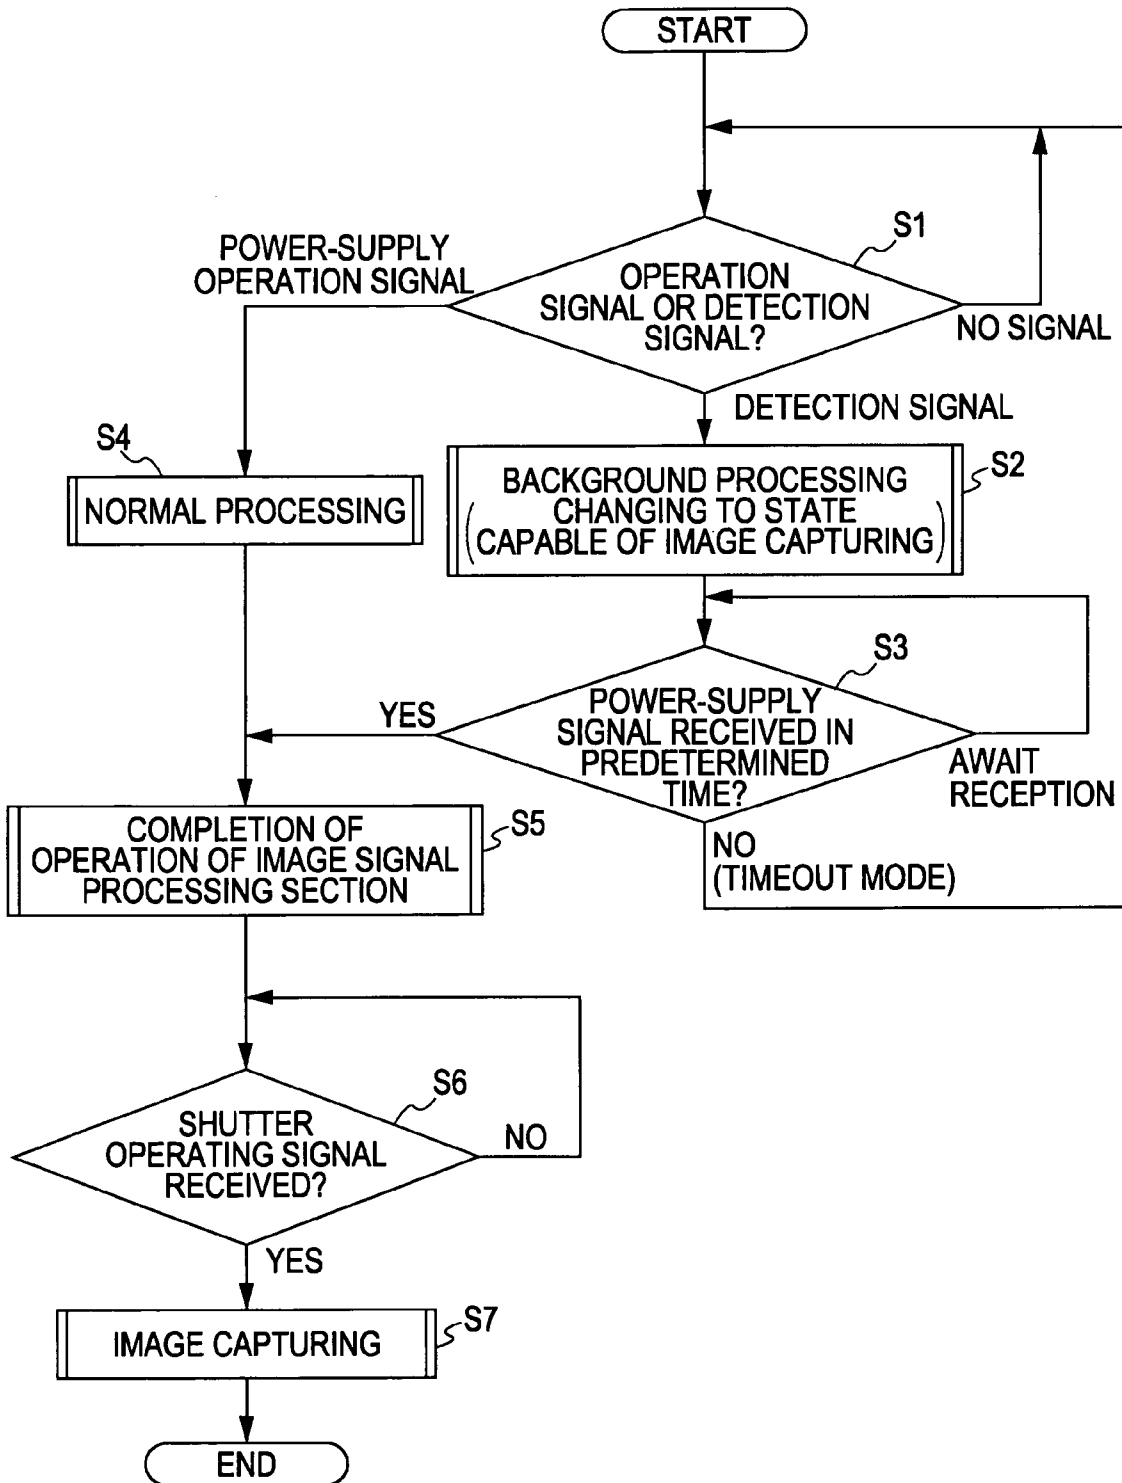 START
S1
POWER-SUPPLY
OPERATION SIGNAL
OPERATION
SIGNAL OR DETECTION
SIGNAL?
NO SIGNAL
DETECTION SIGNAL
S4
NORMAL PROCESSING
S2
BACKGROUND PROCESSING
(CHANGING TO STATE
CAPABLE OF IMAGE CAPTURING)
S3
YES
POWER-SUPPLY
SIGNAL RECEIVED IN
PREDETERMINED
TIME?
AWAIT
RECEPTION
NO
(TIMEOUT MODE)
S5
COMPLETION OF
OPERATION OF IMAGE SIGNAL
PROCESSING SECTION
S6
SHUTTER
OPERATING SIGNAL
RECEIVED?
NO
YES
S7
IMAGE CAPTURING
END